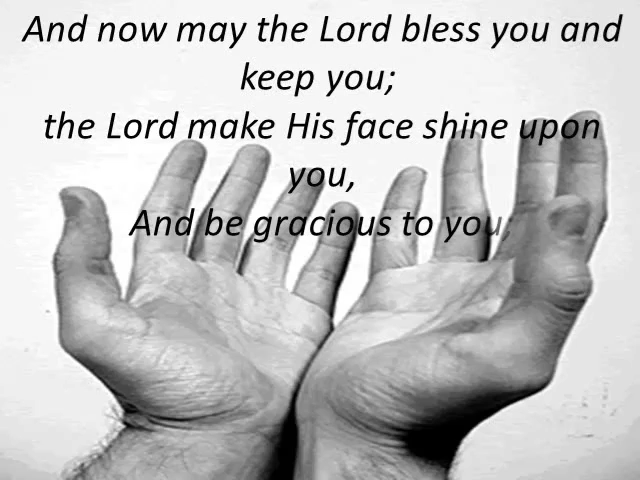 And now may the Lord bless you and
keep you;
the Lord make His face shine upon
you,
And be gracious to you;